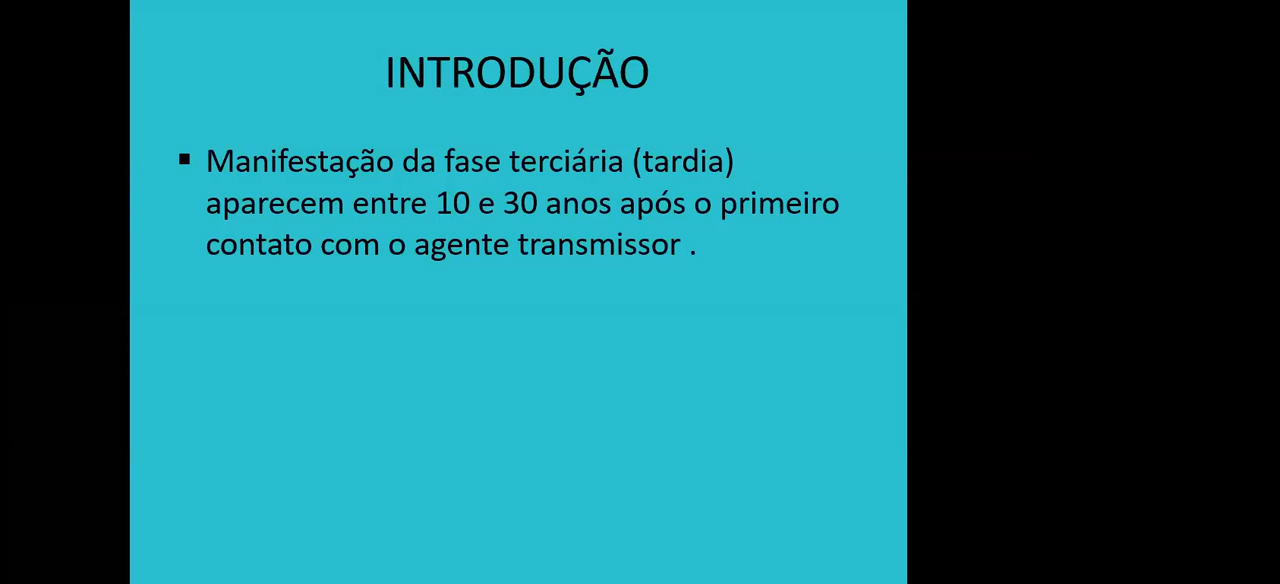 INTRODUÇÃO
▪ Manifestação da fase terciária (tardia)
aparecem entre 10 e 30 anos após o primeiro
contato com o agente transmissor .